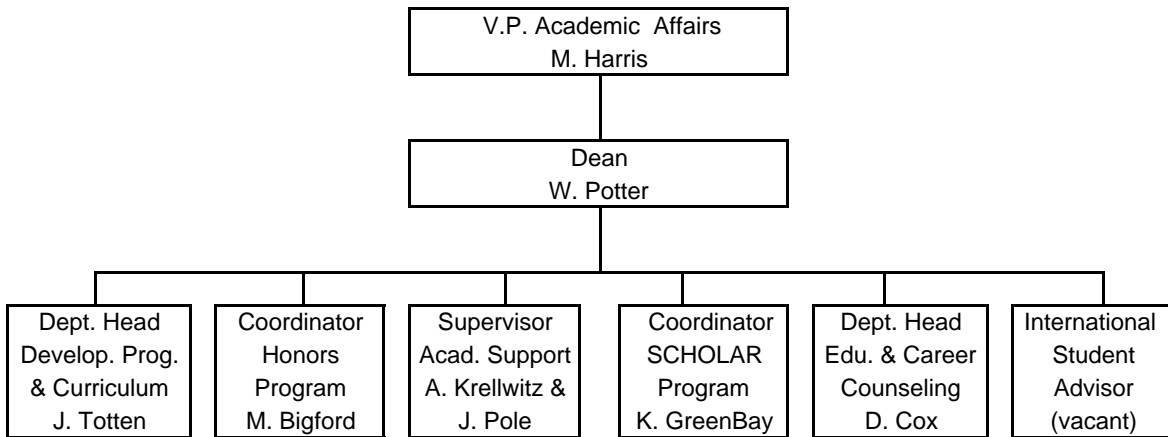 V.P. Academic Affairs
M. Harris
Dean
W. Potter
Dept. Head
Develop. Prog.
& Curriculum
J. Totten
Coordinator
Honors
Program
M. Bigford
Supervisor
Acad. Support
A. Krellwitz &
J. Pole
Coordinator
SCHOLAR
Program
K. GreenBay
Dept. Head
Edu. & Career
Counseling
D. Cox
International
Student
Advisor
(vacant)